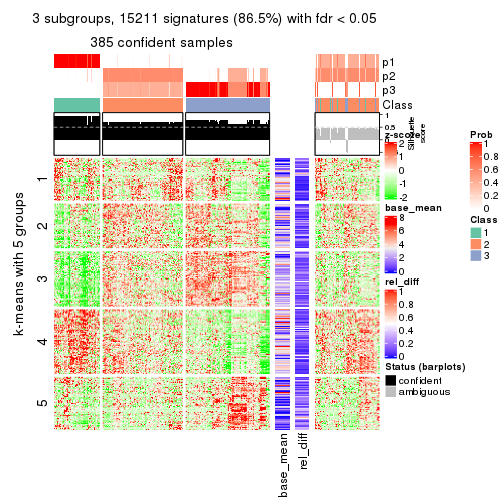 3 subgroups, 15211 signatures (86.5%) with fdr < 0.05
385 confident samples
p1
p2
p3
Class
1
0.5
0
Silhouette
score
z-score
2
1
0
-1
-2
base_mean
8
6
4
2
0
rel_diff
1
0.8
0.6
0.4
0.2
0
Status (barplots)
confident
ambiguous
Prob
1
0.8
0.6
0.4
0.2
0
Class
1
2
3
k-means with 5 groups
1
2
3
4
5
base_mean
rel_diff